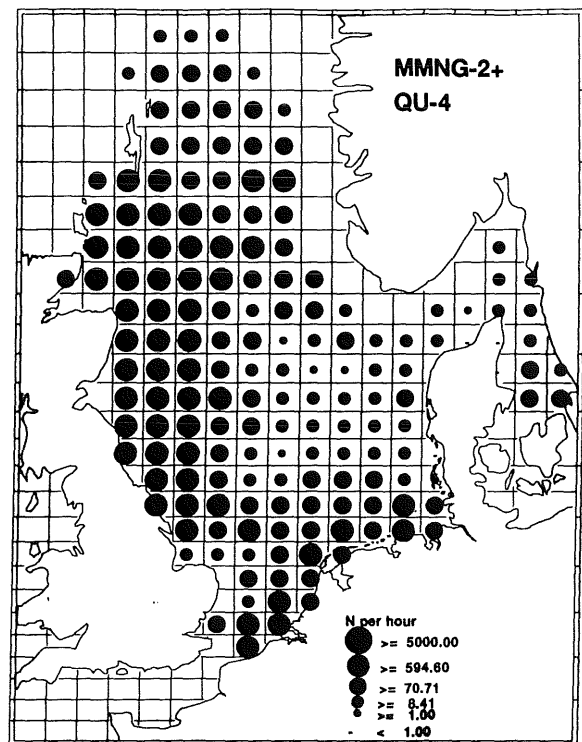 MMNG-2+
QU-4
N per hour
>= 5000.00
>= 594.60
>= 70.71
>= 8.41
>= 1.00
- < 1.00